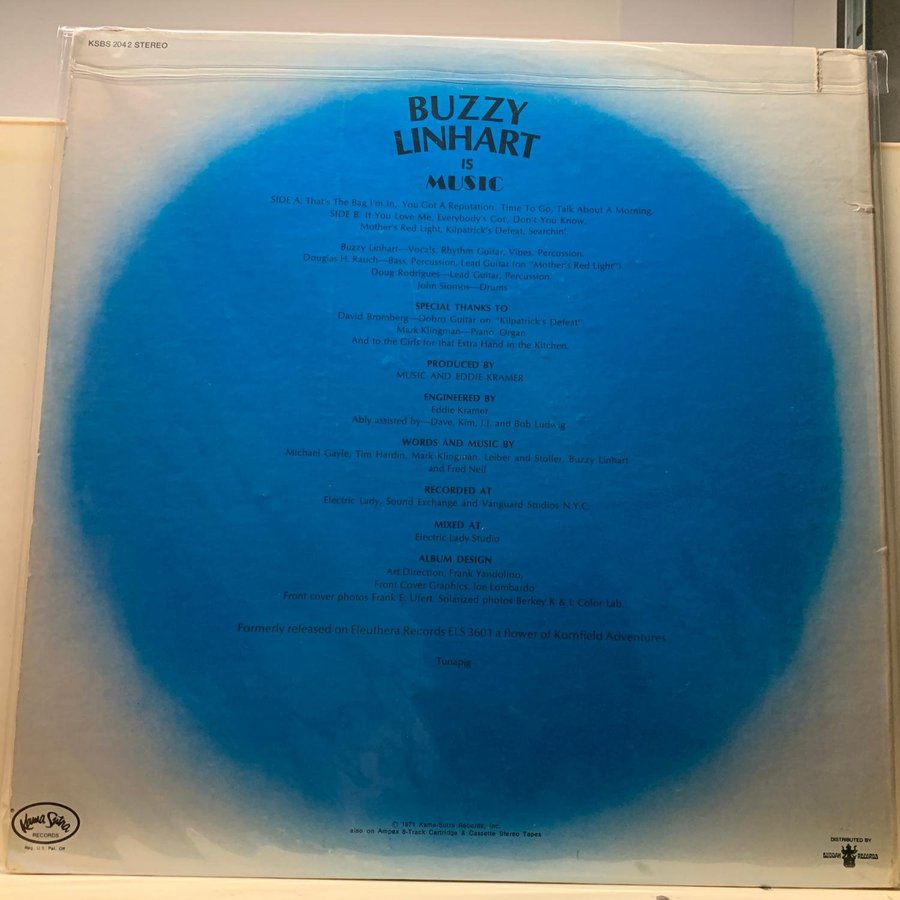 KSBS 2042 STEREO
BUZZY
LINHART
IS
MUSIC
SIDE A: That's The Bag I'm In, You Got A Reputation, Time To Go, Talk About A Morning,
SIDE B: If You Love Me, Everybody's Got, Don't You Know,
Mother's Red Light, Kilpatrick's Defeat, Searchin'
Buzzy Linhart—Vocals, Rhythm Guitar, Vibes, Percussion.
Douglas H. Rauch—Bass, Percussion, Lead Guitar (on "Mother's Red Light")
Doug Rodrigues—Lead Guitar, Percussion.
John Siomos—Drums
SPECIAL THANKS TO
David Bromberg—Dobro Guitar on "Kilpatrick's Defeat"
Mark Klingman—Piano, Organ
And to the Girls for that Extra Hand in the Kitchen.
PRODUCED BY
MUSIC AND EDDIE KRAMER
ENGINEERED BY
Eddie Kramer
Ably assisted by—Dave, Kim, J.J. and Bob Ludwig
WORDS AND MUSIC BY
Michael Gayle, Tim Hardin, Mark Klingman, Leiber and Stoller, Buzzy Linhart
and Fred Neil
RECORDED AT
Electric Lady, Sound Exchange and Vanguard Studios N.Y.C.
MIXED AT
Electric Lady Studio
ALBUM DESIGN
Art Direction, Frank Yandolino,
Front Cover Graphics, Joe Lombardo
Front cover photos Frank E. Ufert, Solarized photos Berkey K & L Color Lab.
Formerly released on Eleuthera Records ELS 3601 a flower of Kornfield Adventures
Tunapig
© 1971 Kama-Sutra Records, Inc.
also on Ampex 8-Track Cartridge & Cassette Stereo Tapes
Kama Sutra
RECORDS
Reg. U.S. Pat. Off
DISTRIBUTED BY
BUDDAH RECORDS